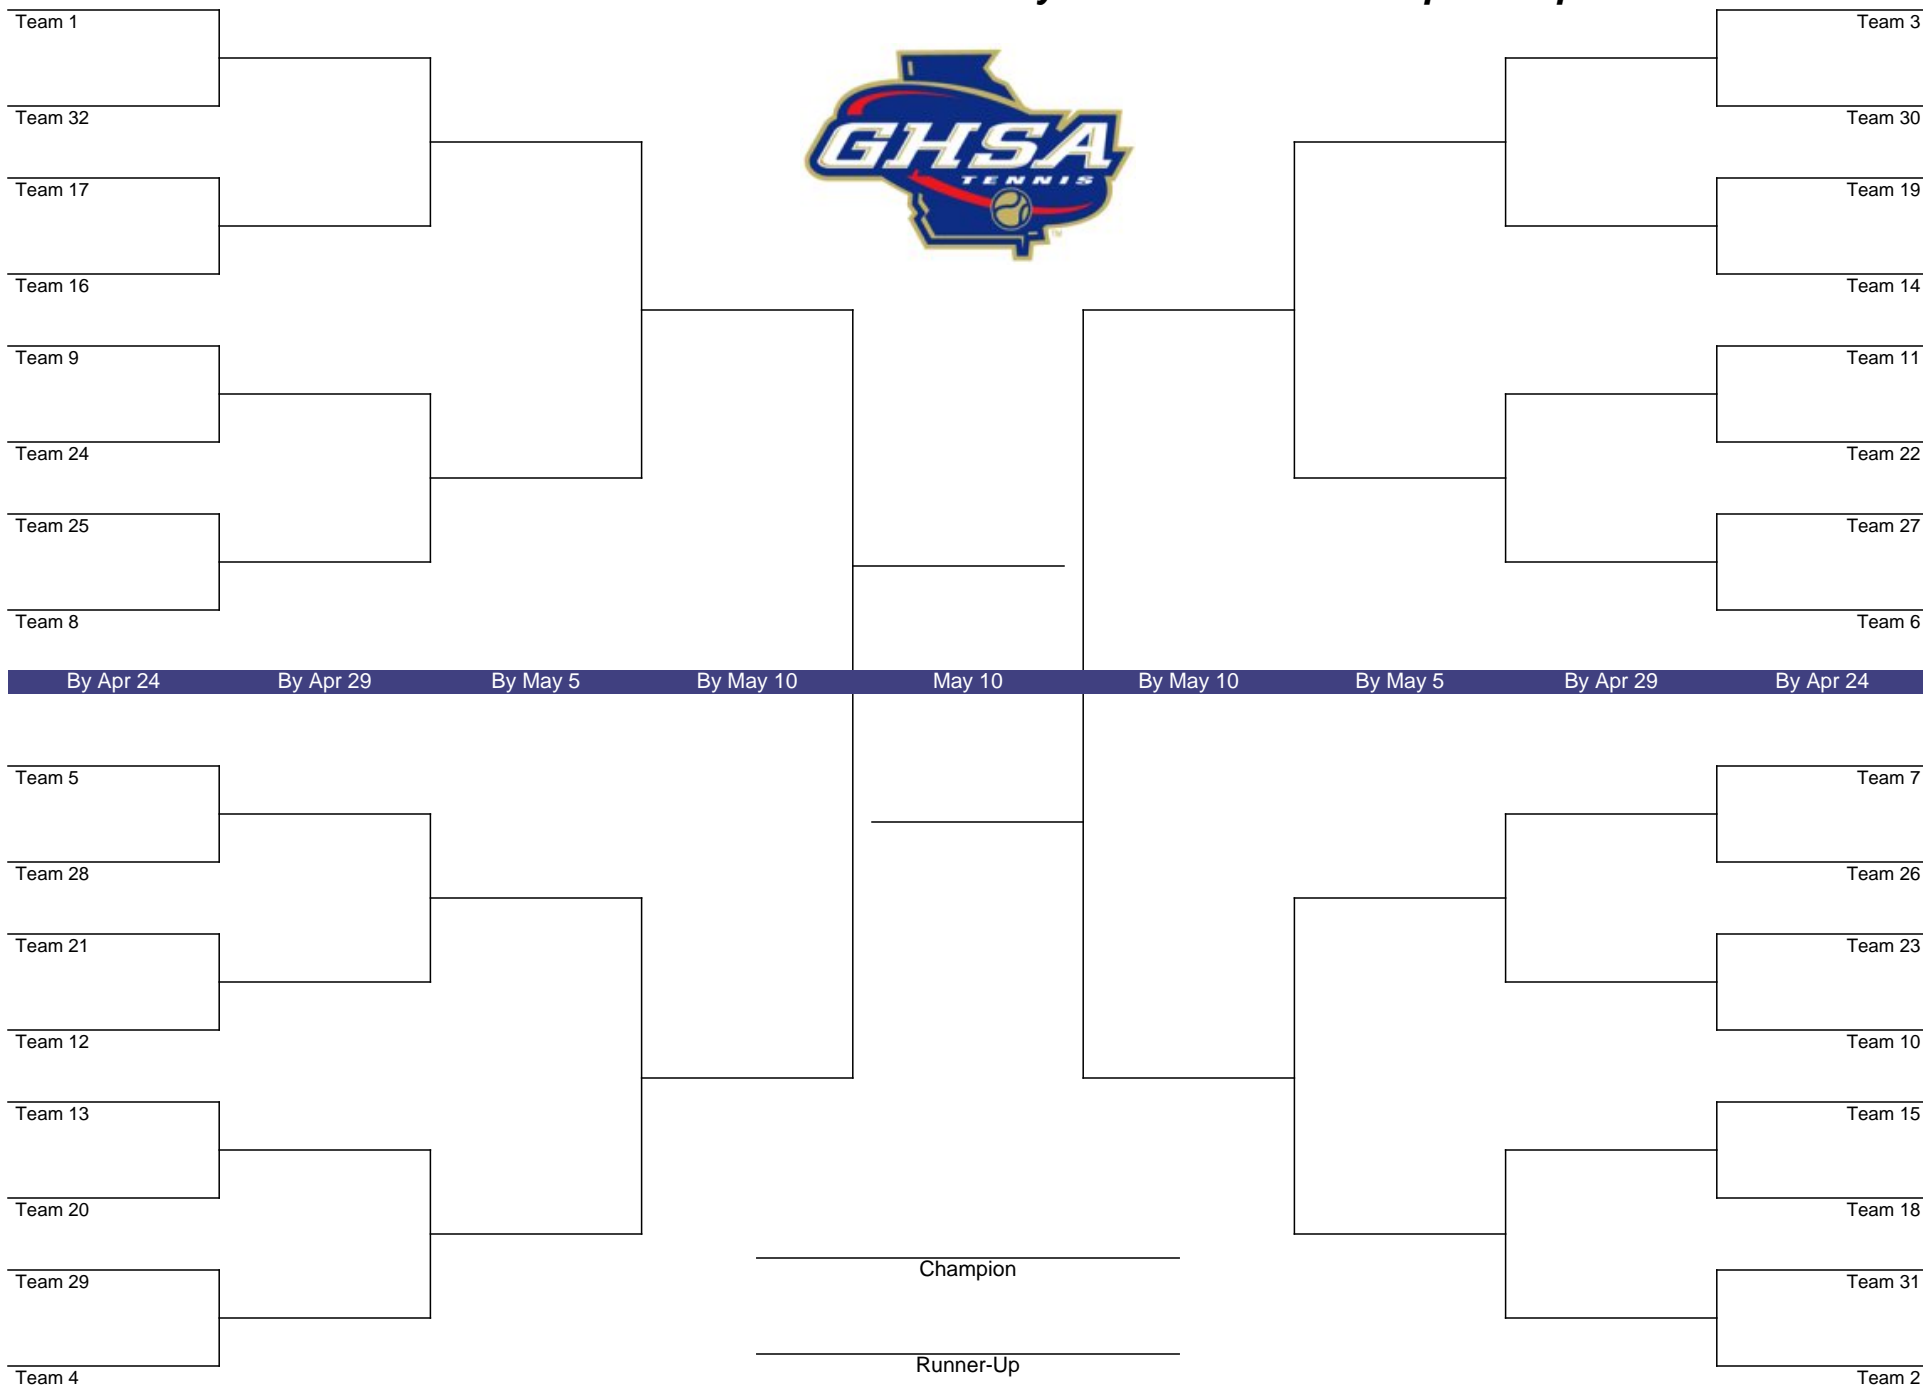 Team 1
Team 32
Team 17
Team 16
Team 9
Team 24
Team 25
Team 8
GHSA
TENNIS
TM
Team 3
Team 30
Team 19
Team 14
Team 11
Team 22
Team 27
Team 6
By Apr 24 By Apr 29 By May 5 By May 10 May 10 By May 10 By May 5 By Apr 29 By Apr 24
Team 5
Team 28
Team 21
Team 12
Team 13
Team 20
Team 29
Team 4
Champion
Runner-Up
Team 7
Team 26
Team 23
Team 10
Team 15
Team 18
Team 31
Team 2